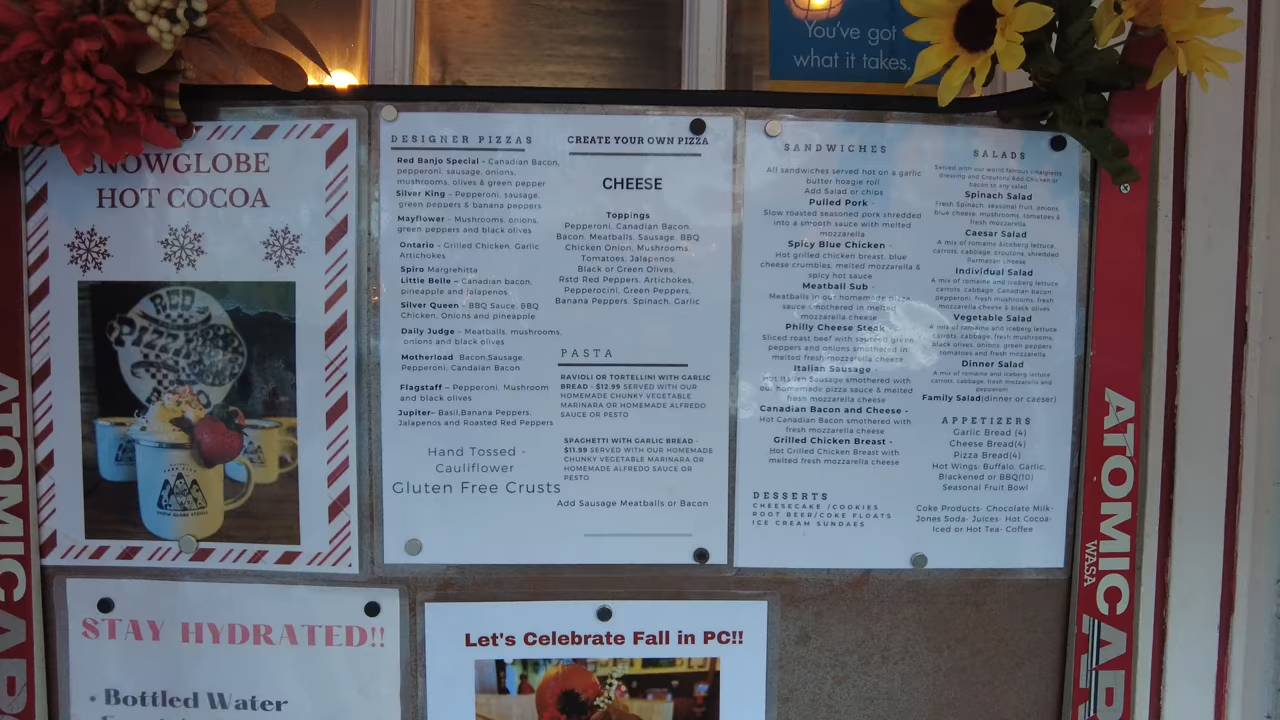 You've got
what it takes.
SNOWGLOBE
HOT COCOA
RED
DESIGNER PIZZAS
Red Banjo Special - Canadian Bacon,
pepperoni, sausage, onions,
mushrooms, olives & green pepper
Silver King - Pepperoni, sausage,
green peppers & banana peppers
Mayflower - Mushrooms, onions,
green peppers and black olives
Ontario - Grilled Chicken, Garlic
Artichokes
Spiro Margrehitta
Little Belle - Canadian bacon,
pineapple and Jalapenos
Silver Queen - BBQ Sauce, BBQ
Chicken, Onions and pineapple
Daily Judge - Meatballs, mushrooms,
onions and black olives
Motherload Bacon,Sausage,
Pepperoni, Candaian Bacon
Flagstaff - Pepperoni, Mushroom
and black olives
Jupiter- Basil,Banana Peppers,
Jalapenos and Roasted Red Peppers
Hand Tossed -
Cauliflower
Gluten Free Crusts
CREATE YOUR OWN PIZZA
CHEESE
Toppings
Pepperoni, Canadian Bacon,
Bacon, Meatballs, Sausage, BBQ
Chicken Onion, Mushrooms,
Tomatoes, Jalapenos
Black or Green Olives,
Rstd Red Peppers, Artichokes,
Pepperocini, Green Peppers,
Banana Peppers, Spinach, Garlic
PASTA
RAVIOLI OR TORTELLINI WITH GARLIC
BREAD - $12.99 SERVED WITH OUR
HOMEMADE CHUNKY VEGETABLE
MARINARA OR HOMEMADE ALFREDO
SAUCE OR PESTO
SPAGHETTI WITH GARLIC BREAD -
$11.99 SERVED WITH OUR HOMEMADE
CHUNKY VEGETABLE MARINARA OR
HOMEMADE ALFREDO SAUCE OR
PESTO
Add Sausage Meatballs or Bacon
SANDWICHES
All sandwiches served hot on a garlic
butter hoagie roll
Add Salad or chips
Pulled Pork -
Slow roasted seasoned pork shredded
into a smooth sauce with melted
mozzarella
Spicy Blue Chicken -
Hot grilled chicken breast, blue
cheese crumbles, melted mozzarella &
spicy hot sauce
Meatball Sub -
Meatballs in our homemade pizza
sauce smothered in melted
mozzarella cheese
Philly Cheese Steak
Sliced roast beef with sauteed green
peppers and onions smothered in
melted fresh mozzarella cheese
Italian Sausage -
Hot Italian Sausage smothered with
our homemade pizza sauce & melted
fresh mozzarella cheese
Canadian Bacon and Cheese -
Hot Canadian Bacon smothered with
fresh mozzarella cheese
Grilled Chicken Breast -
Hot Grilled Chicken Breast with
melted fresh mozzarella cheese
DESSERTS
CHEESECAKE /COOKIES
ROOT BEER/COKE FLOATS
ICE CREAM SUNDAES
SALADS
Served with our world famous vinaigrette
dressing and Croutons Add Chicken or
bacon to any salad
Spinach Salad
Fresh Spinach, seasonal fruit, onions,
blue cheese, mushrooms, tomatoes &
fresh mozzarella
Caesar Salad
A mix of romaine &iceberg lettuce,
carrots, cabbage, croutons, shredded
Parmesan cheese
Individual Salad
A mix of romaine and iceberg lettuce
carrots, cabbage, Canadian bacon,
pepperoni, fresh mushrooms, fresh
mozzarella cheese & black olives
Vegetable Salad
A mix of romaine and iceberg lettuce
carrots, cabbage, fresh mushrooms,
black olives, onions, green peppers
tomatoes and fresh mozzarella
Dinner Salad
A mix of romaine and iceberg lettuce
carrots, cabbage, fresh mozzarella and
pepperoni
Family Salad(dinner or caeser)
APPETIZERS
Garlic Bread (4)
Cheese Bread(4)
Pizza Bread(4)
Hot Wings: Buffalo, Garlic,
Blackened or BBQ(10)
Seasonal Fruit Bowl
Coke Products- Chocolate Milk-
Jones Soda- Juices- Hot Cocoa-
Iced or Hot Tea- Coffee
ATOMIC AR
ATOMIC AR
WASA
STAY HYDRATED!!
• Bottled Water
Let's Celebrate Fall in PC!!